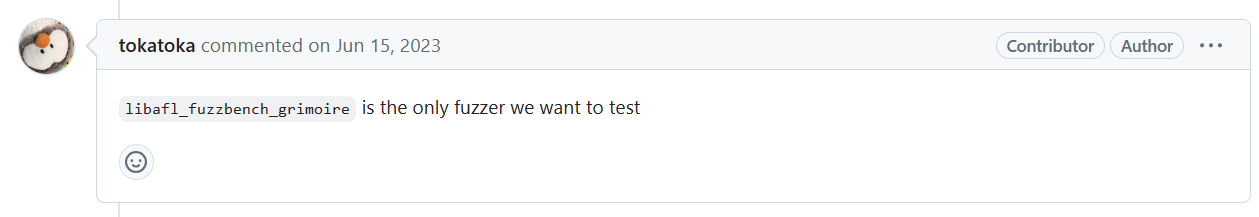 tokatoka commented on Jun 15, 2023 Contributor Author
libafl_fuzzbench_grimoire is the only fuzzer we want to test